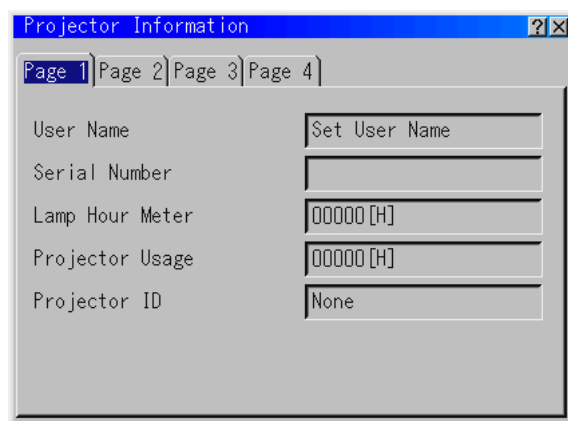 Projector Information ? X
Page 1 Page 2 Page 3 Page 4
User Name Set User Name
Serial Number
Lamp Hour Meter 00000[H]
Projector Usage 00000[H]
Projector ID None